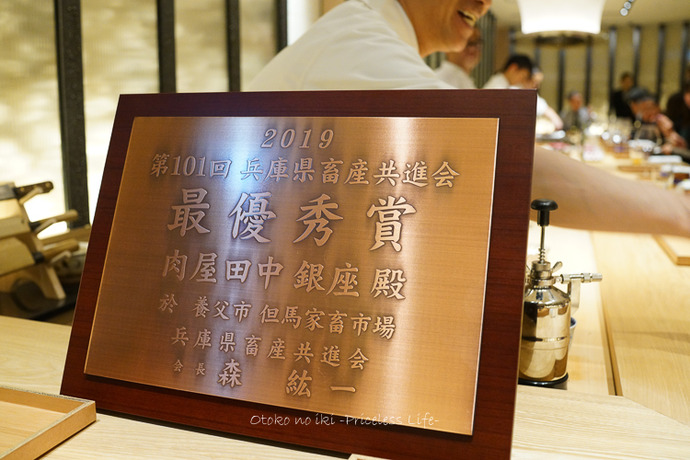 2019
第101回 兵庫県畜産共進会
最優秀賞
肉屋田中 銀座 殿
於 養父市 但馬家畜市場
兵庫県畜産共進会
会長 森 紘一
Otoko no iki -Priceless Life-